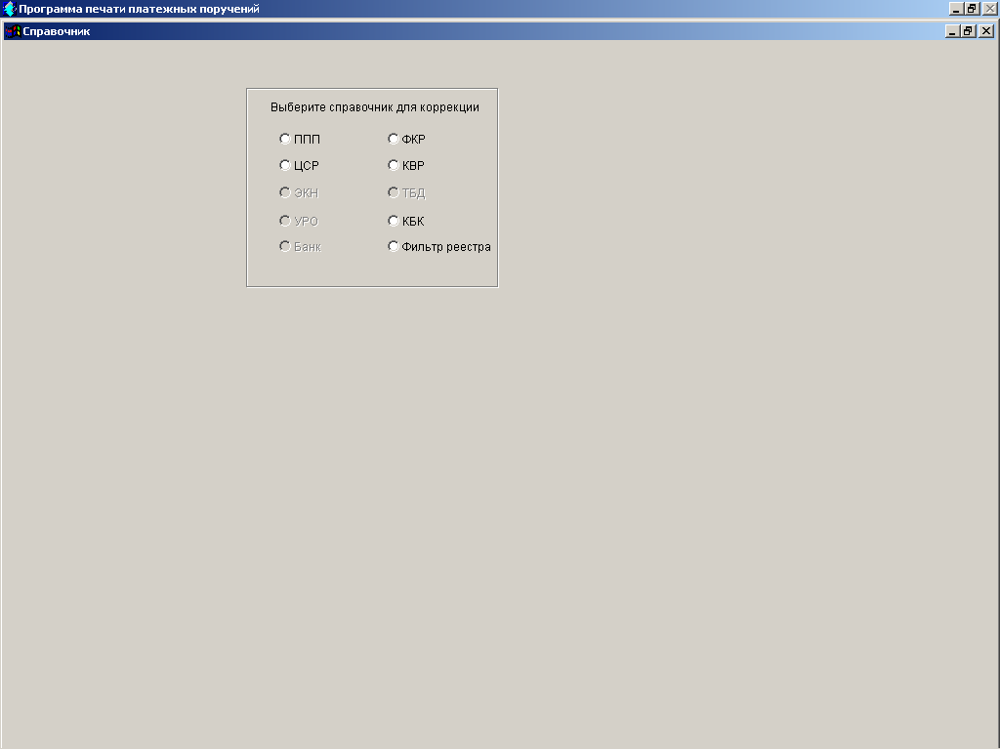 Программа печати платежных поручений
Справочник
Выберите справочник для коррекции
ППП ФКР
ЦСР КВР
ЭКН ТБД
УРО КБК
Банк Фильтр реестра